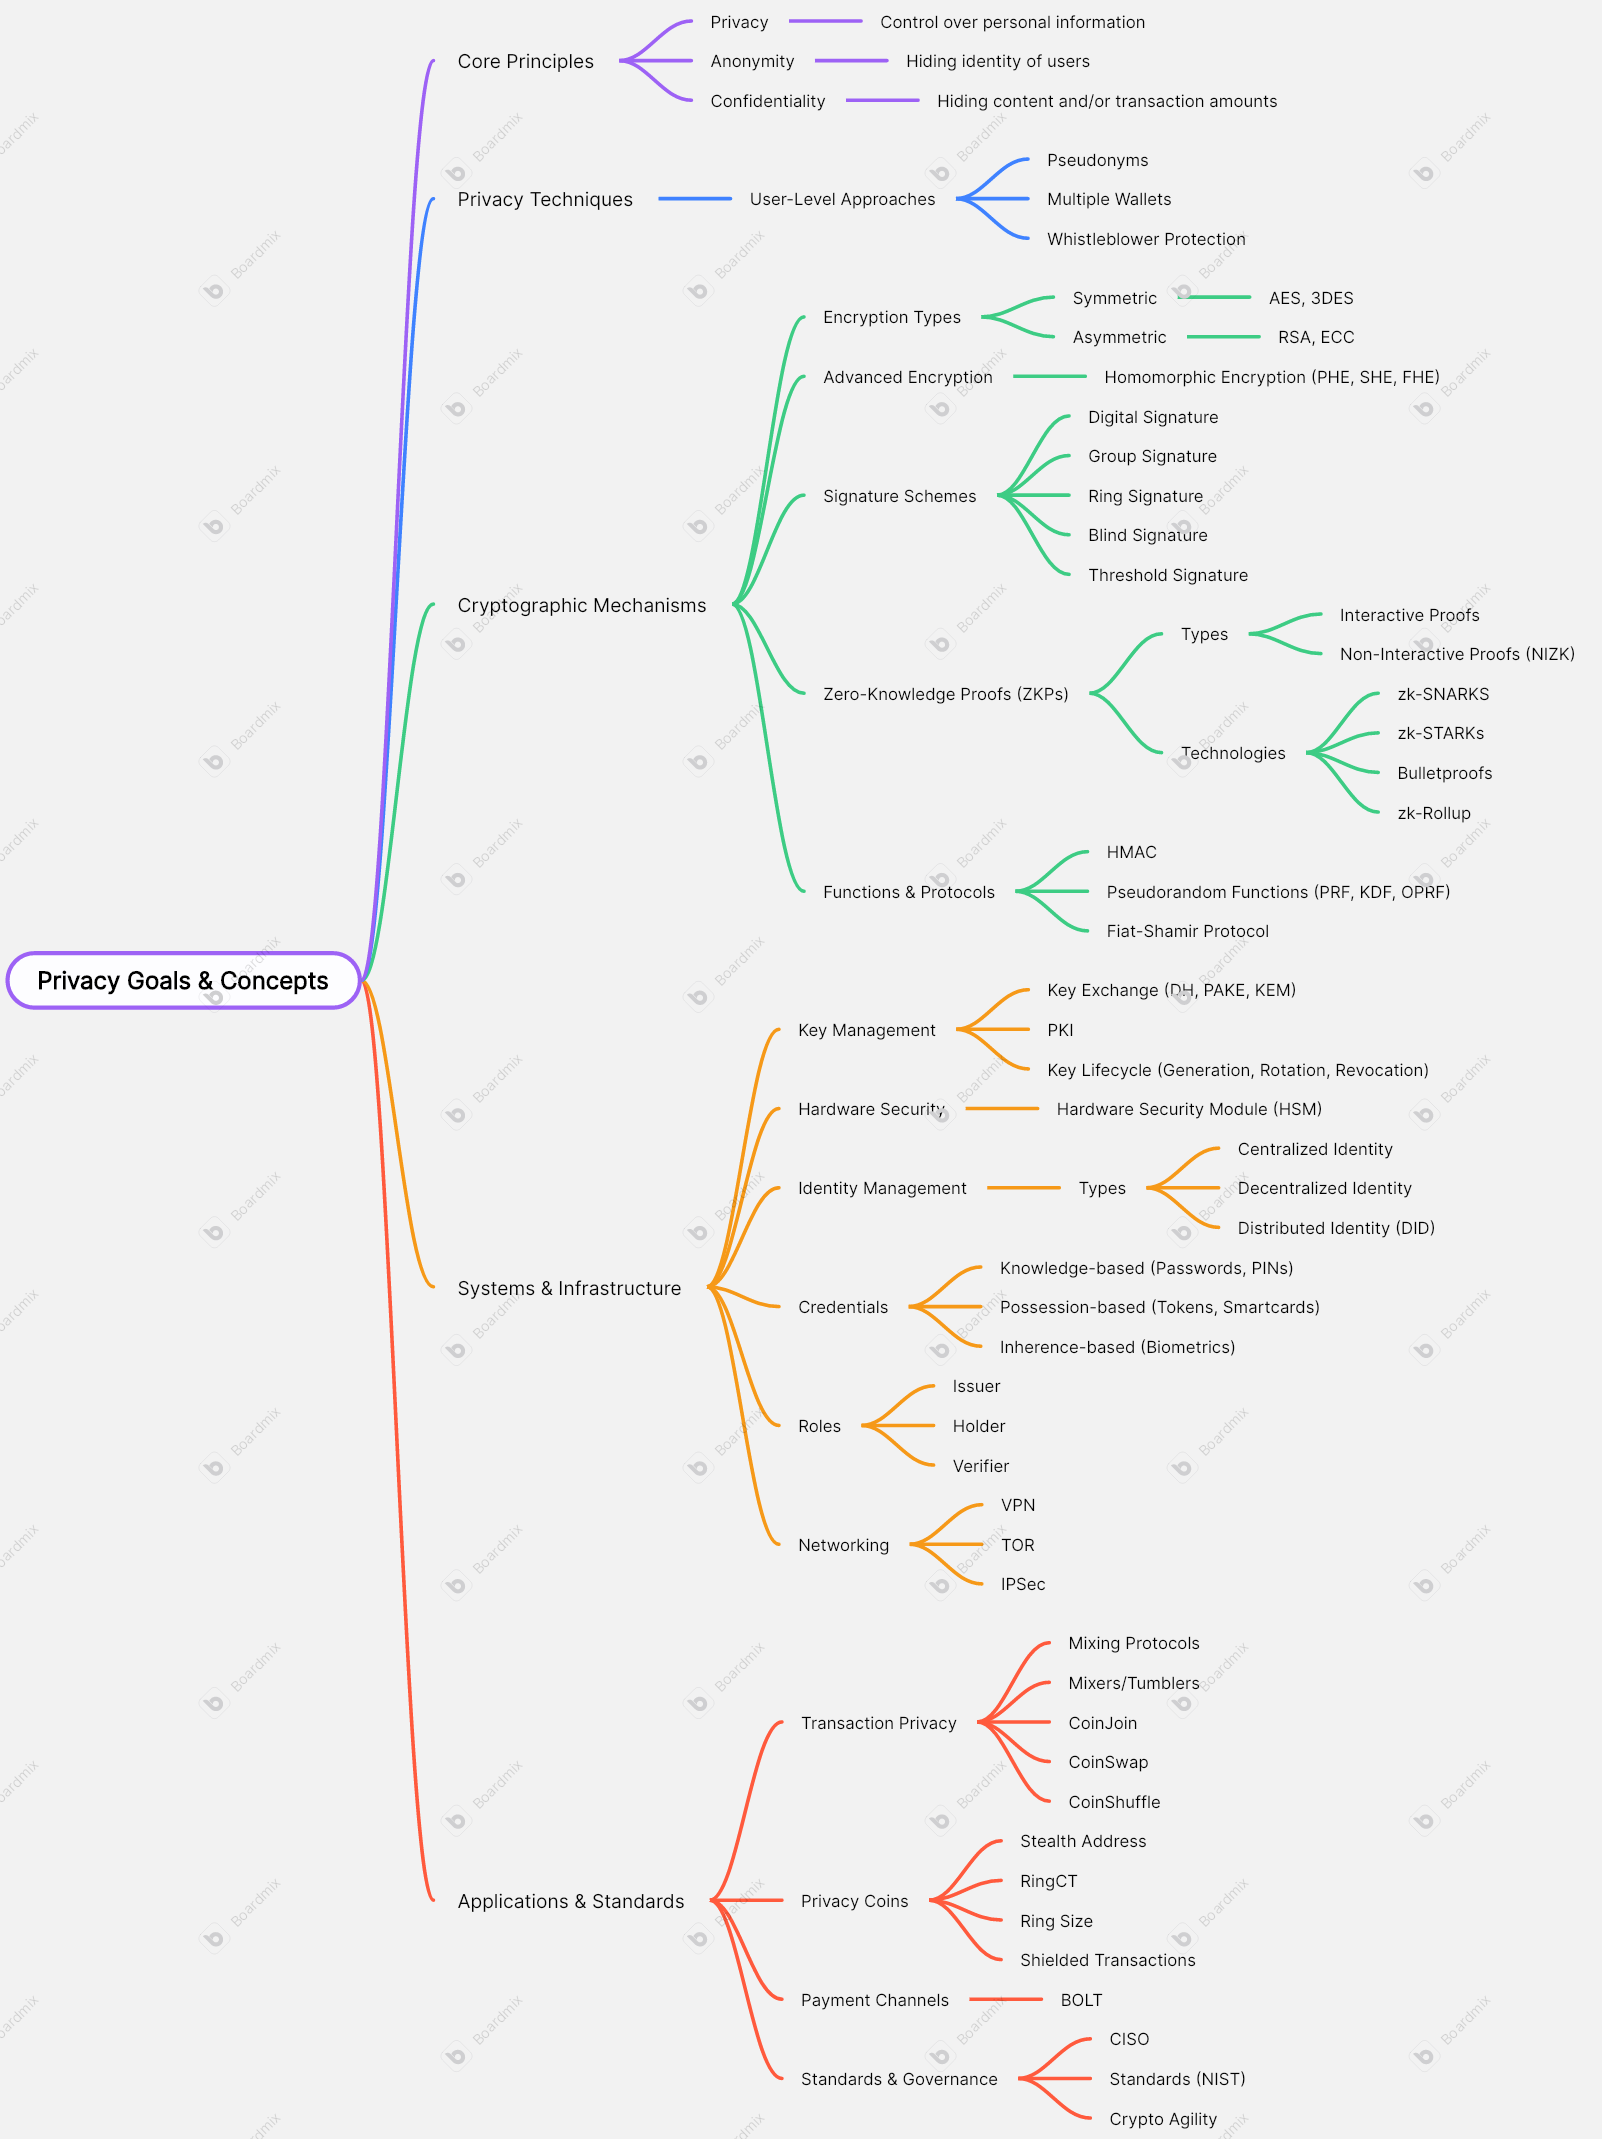 Privacy Goals & Concepts
Core Principles
Privacy
Control over personal information
Anonymity
Hiding identity of users
Confidentiality
Hiding content and/or transaction amounts
Privacy Techniques
User-Level Approaches
Pseudonyms
Multiple Wallets
Whistleblower Protection
Cryptographic Mechanisms
Encryption Types
Symmetric
AES, 3DES
Asymmetric
RSA, ECC
Advanced Encryption
Homomorphic Encryption (PHE, SHE, FHE)
Signature Schemes
Digital Signature
Group Signature
Ring Signature
Blind Signature
Threshold Signature
Zero-Knowledge Proofs (ZKPs)
Types
Interactive Proofs
Non-Interactive Proofs (NIZK)
Technologies
zk-SNARKS
zk-STARKs
Bulletproofs
zk-Rollup
Functions & Protocols
HMAC
Pseudorandom Functions (PRF, KDF, OPRF)
Fiat-Shamir Protocol
Systems & Infrastructure
Key Management
Key Exchange (DH, PAKE, KEM)
PKI
Key Lifecycle (Generation, Rotation, Revocation)
Hardware Security
Hardware Security Module (HSM)
Identity Management
Types
Centralized Identity
Decentralized Identity
Distributed Identity (DID)
Credentials
Knowledge-based (Passwords, PINs)
Possession-based (Tokens, Smartcards)
Inherence-based (Biometrics)
Roles
Issuer
Holder
Verifier
Networking
VPN
TOR
IPSec
Applications & Standards
Transaction Privacy
Mixing Protocols
Mixers/Tumblers
CoinJoin
CoinSwap
CoinShuffle
Privacy Coins
Stealth Address
RingCT
Ring Size
Shielded Transactions
Payment Channels
BOLT
Standards & Governance
CISO
Standards (NIST)
Crypto Agility
Boardmix